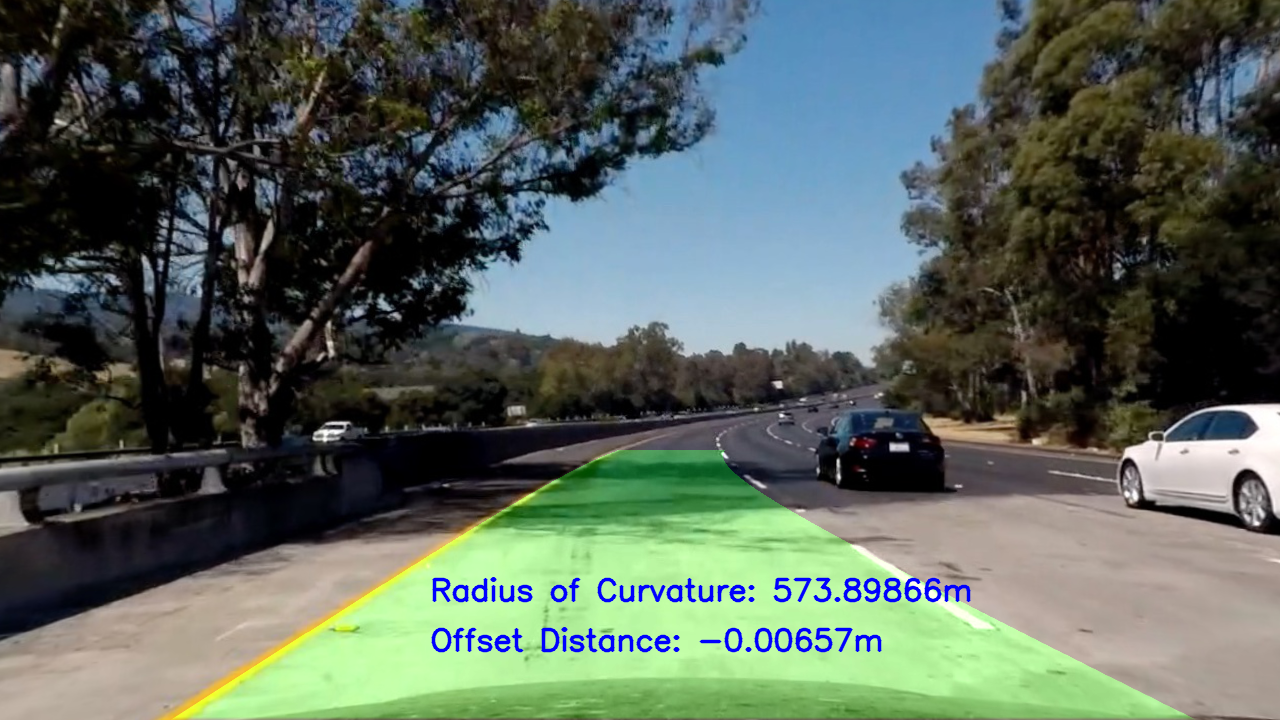 Radius of Curvature: 573.89866m
Offset Distance: −0.00657m